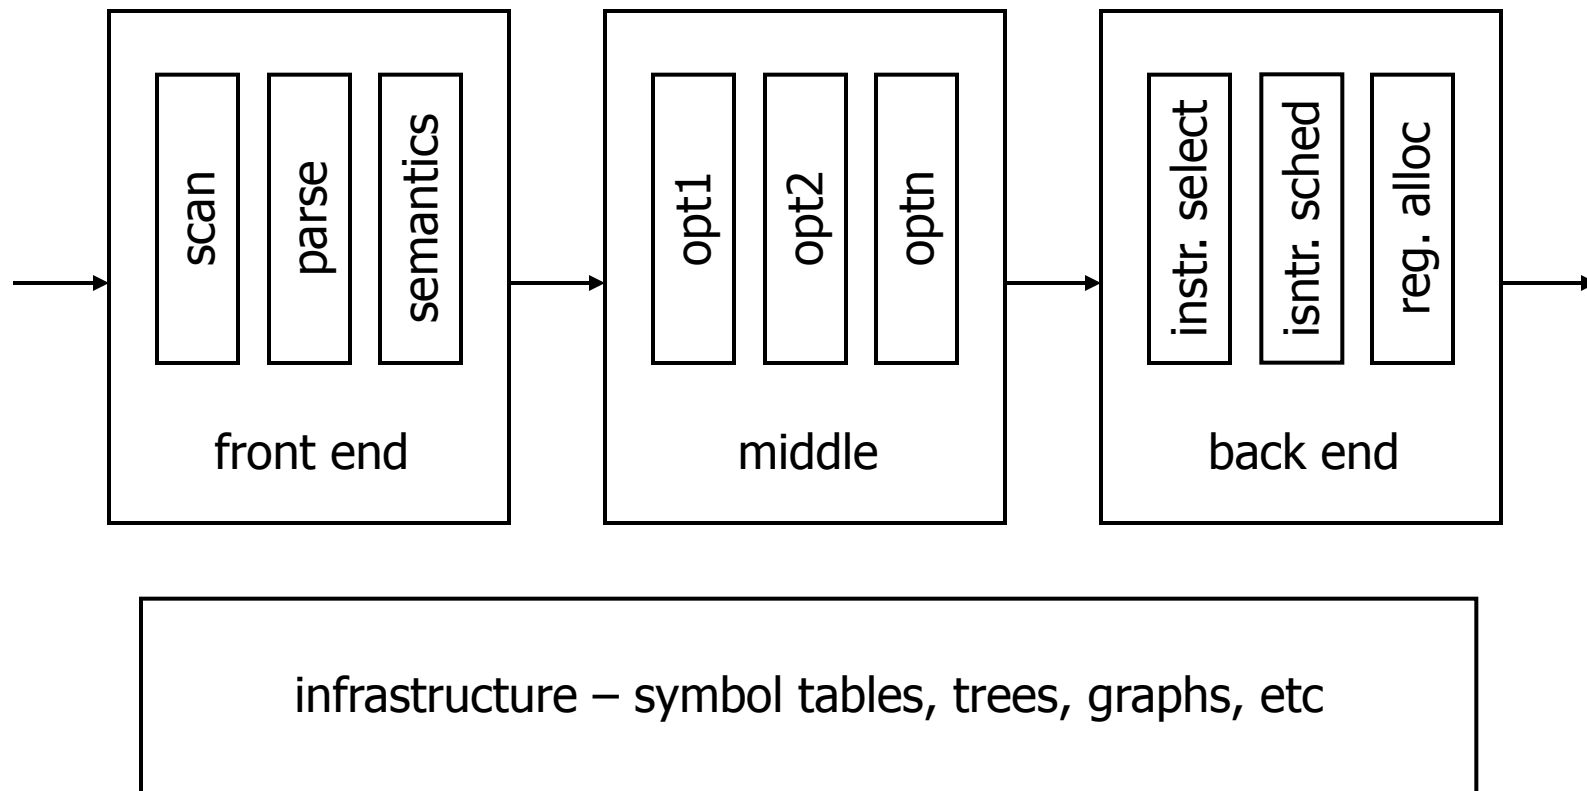 scan
parse
semantics
front end
opt1
opt2
optn
middle
instr. select
isntr. sched
reg. alloc
back end
infrastructure – symbol tables, trees, graphs, etc